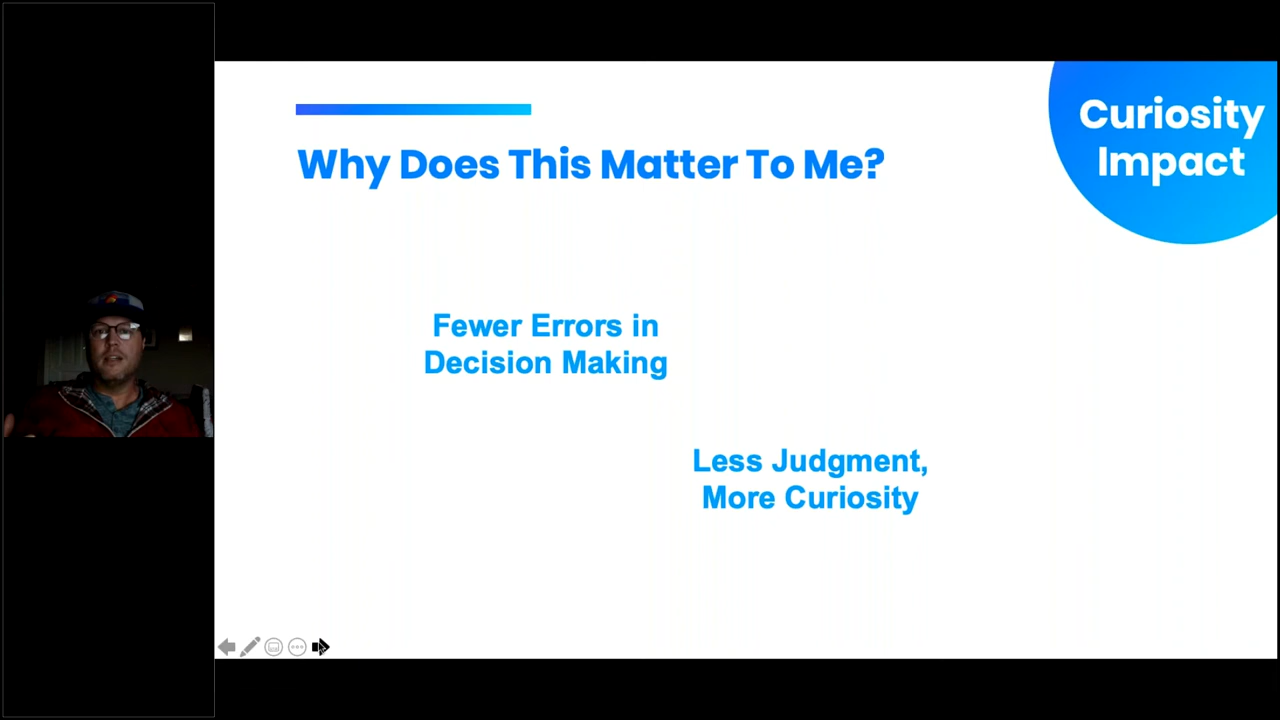 Curiosity
Impact
Why Does This Matter To Me?
Fewer Errors in
Decision Making
Less Judgment,
More Curiosity